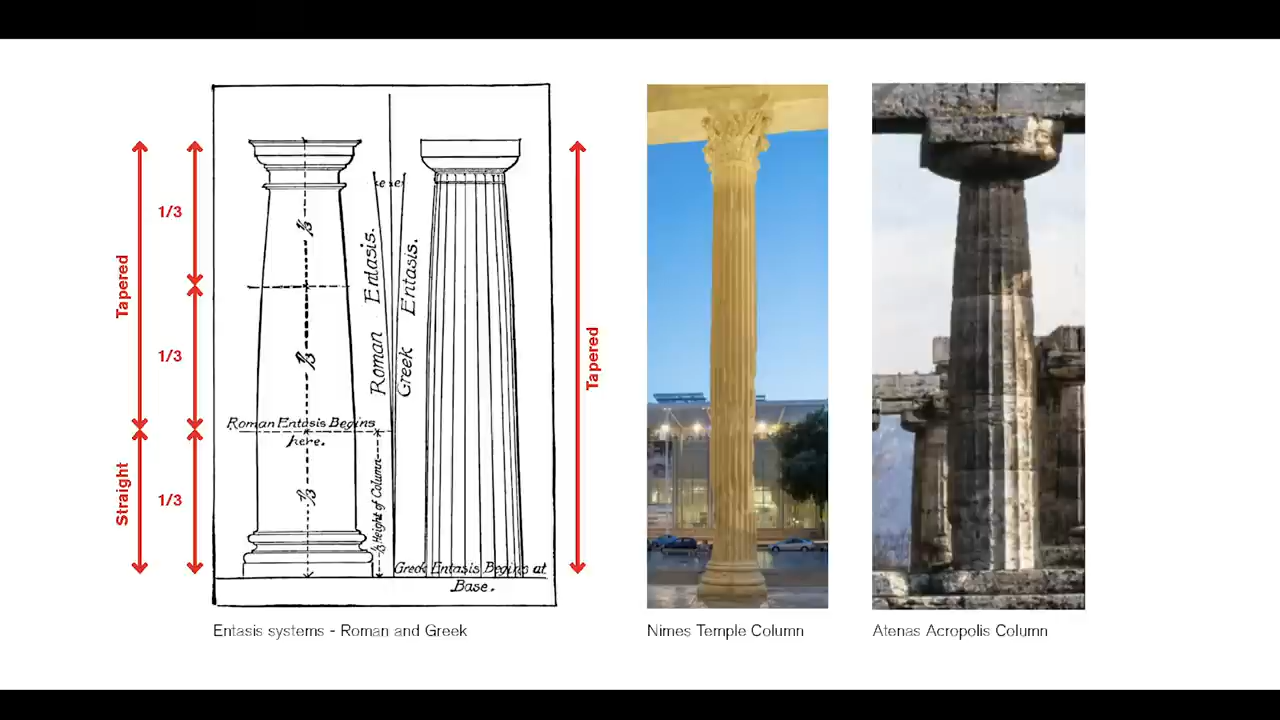 Tapered
Straight
1/3
1/3
1/3
Roman Entasis.
Greek Entasis.
Roman Entasis Begins
here.
1/3 Height of Column
Greek Entasis Begins at
Base.
Tapered
Entasis systems - Roman and Greek
Nimes Temple Column
Atenas Acropolis Column